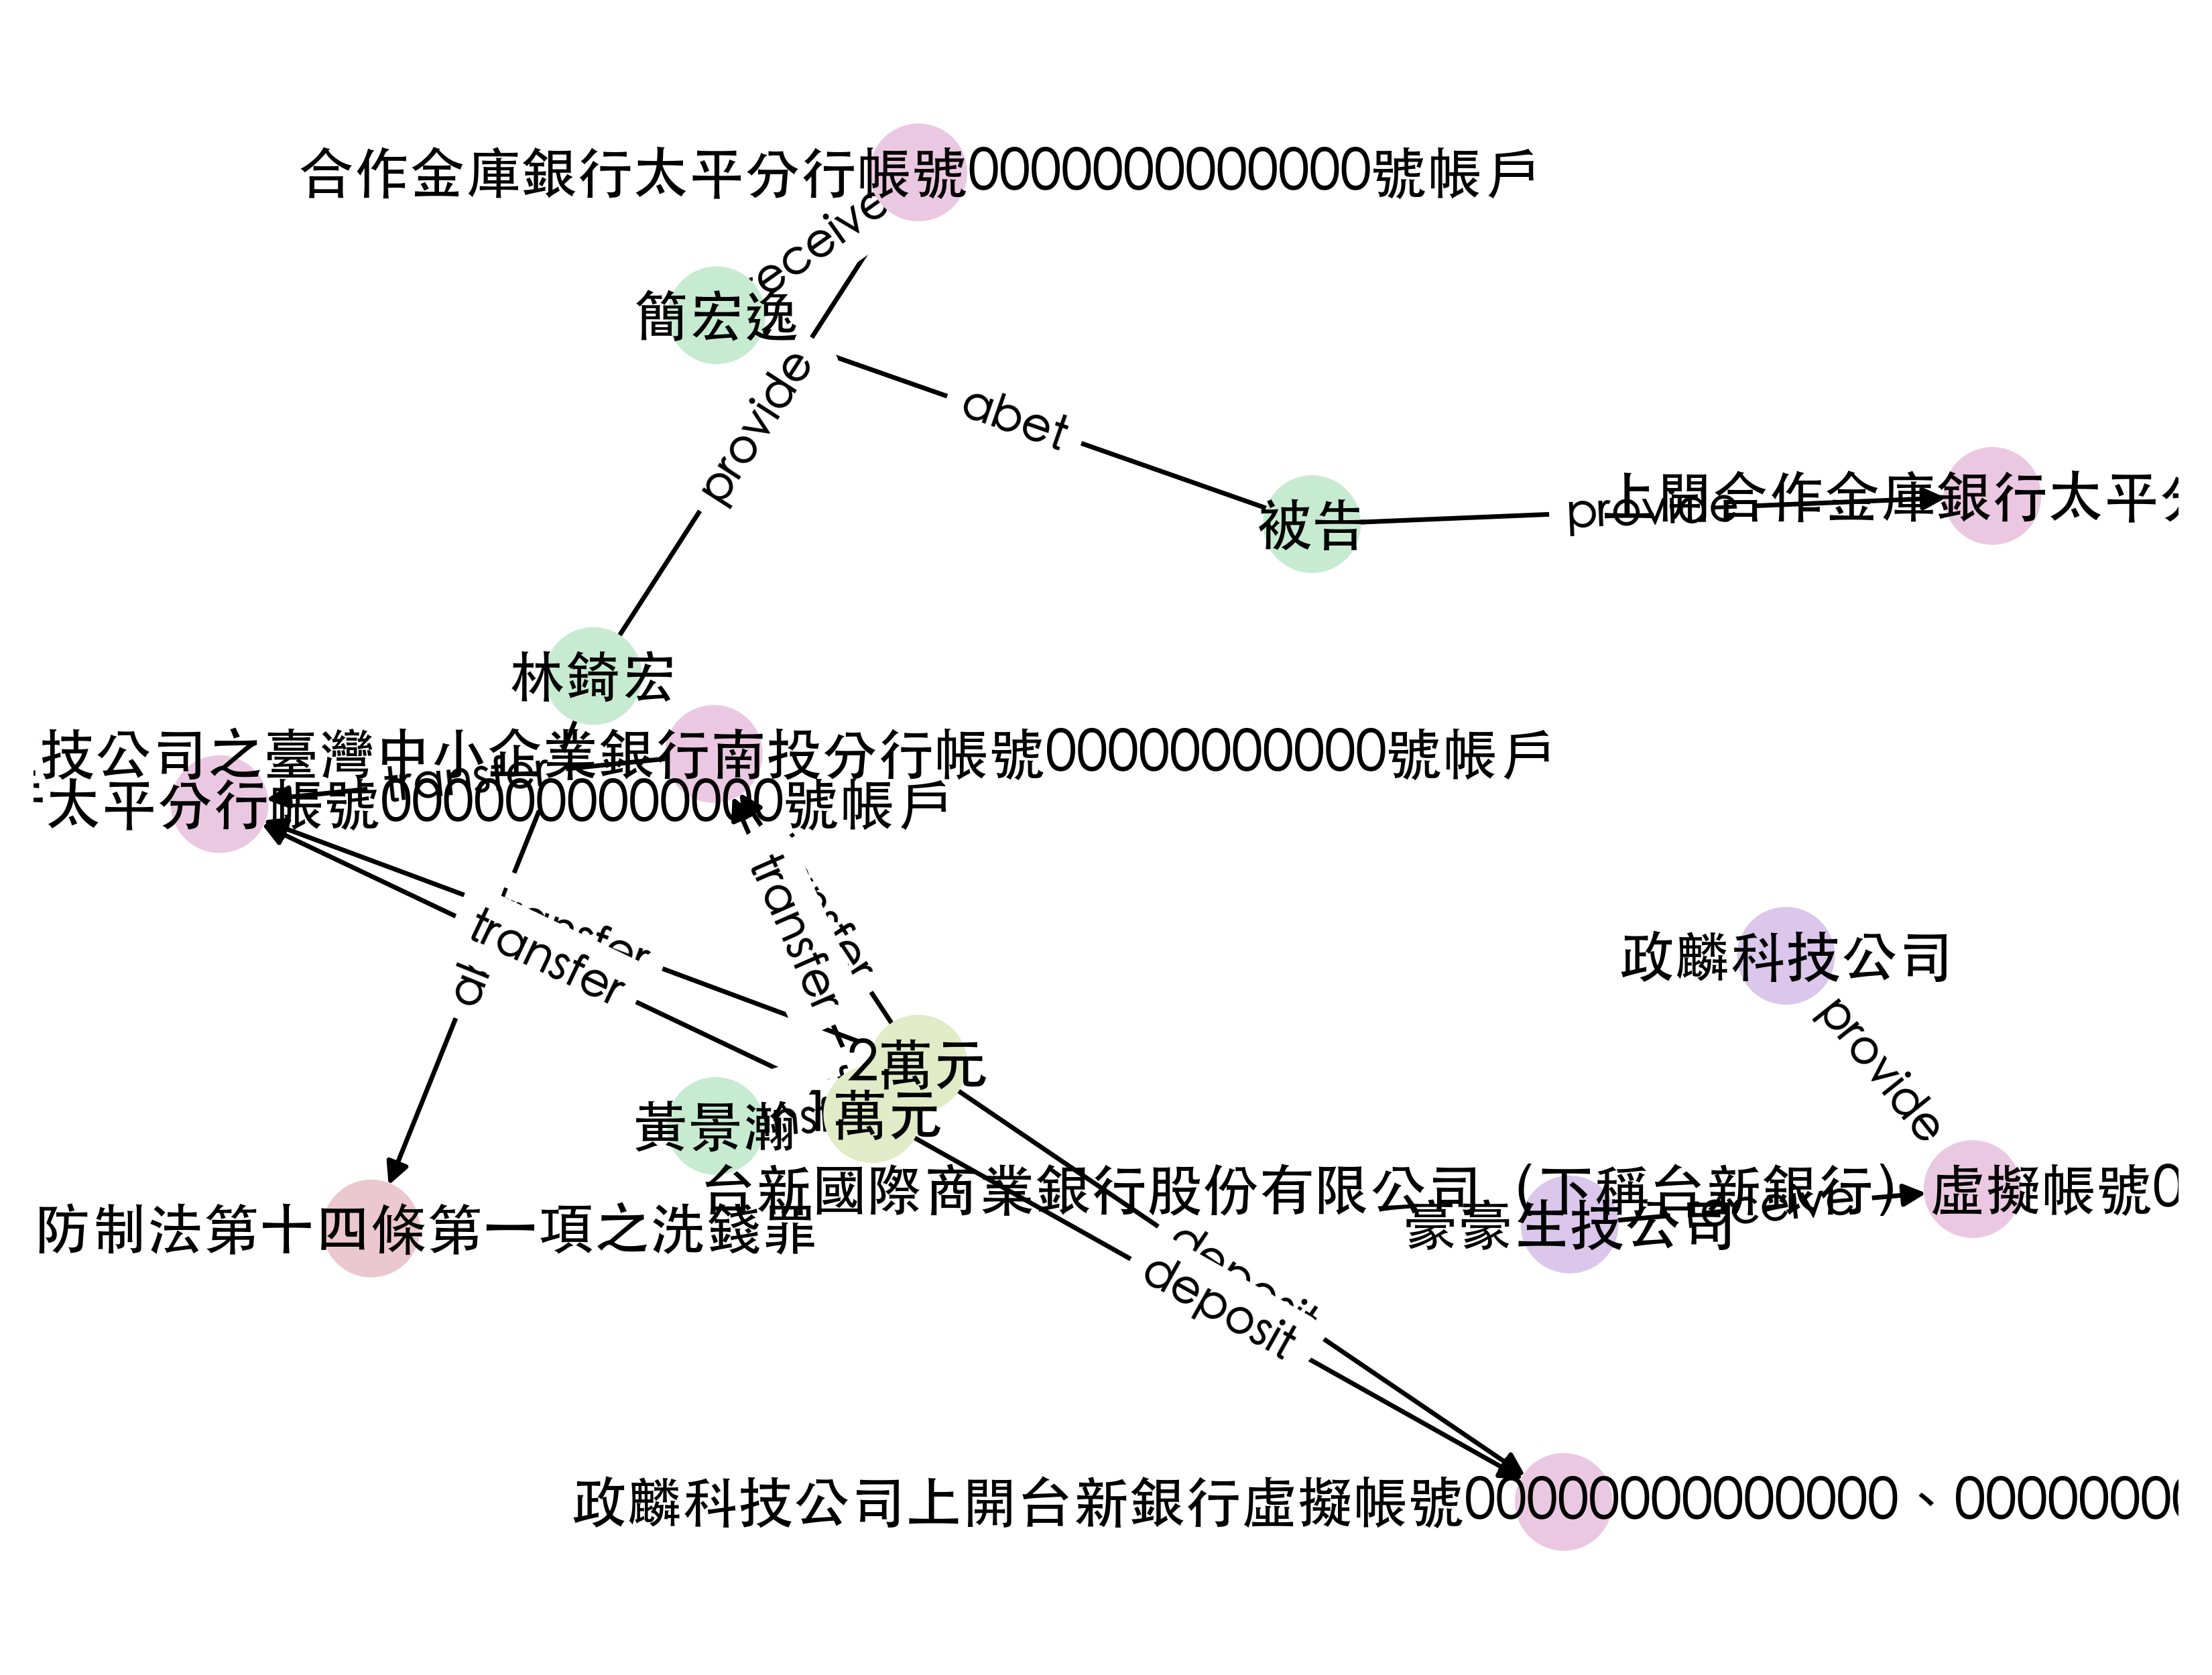 合作金庫銀行太平分行帳號0000000000000號帳戶
簡宏逸
provide
abet
被告
provide
上開合作金庫銀行太平
林錡宏
技公司之臺灣中小企業銀行南投分行帳號00000000000號帳戶
transfer
太平分行帳號0000000000000號帳戶
transfer
transfer
政麟科技公司
provide
2萬元
1萬元
黃景瀚
台新國際商業銀行股份有限公司（下稱台新銀行）虛擬帳號0
receive
豪豪生技公司
防制法第十四條第一項之洗錢罪
deposit
deposit
政麟科技公司上開台新銀行虛擬帳號00000000000000、0000000